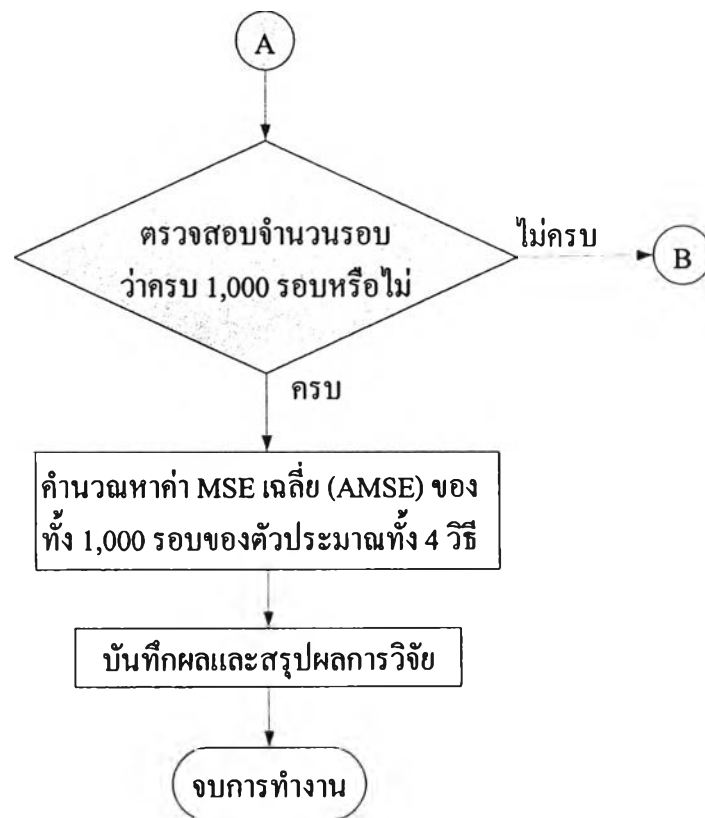 A
ตรวจสอบจำนวนรอบ
ว่าครบ 1,000 รอบหรือไม่
ไม่ครบ
B
ครบ
คำนวณหาค่า MSE เฉลี่ย (AMSE) ของ
ทั้ง 1,000 รอบของตัวประมาณทั้ง 4 วิธี
บันทึกผลและสรุปผลการวิจัย
จบการทำงาน